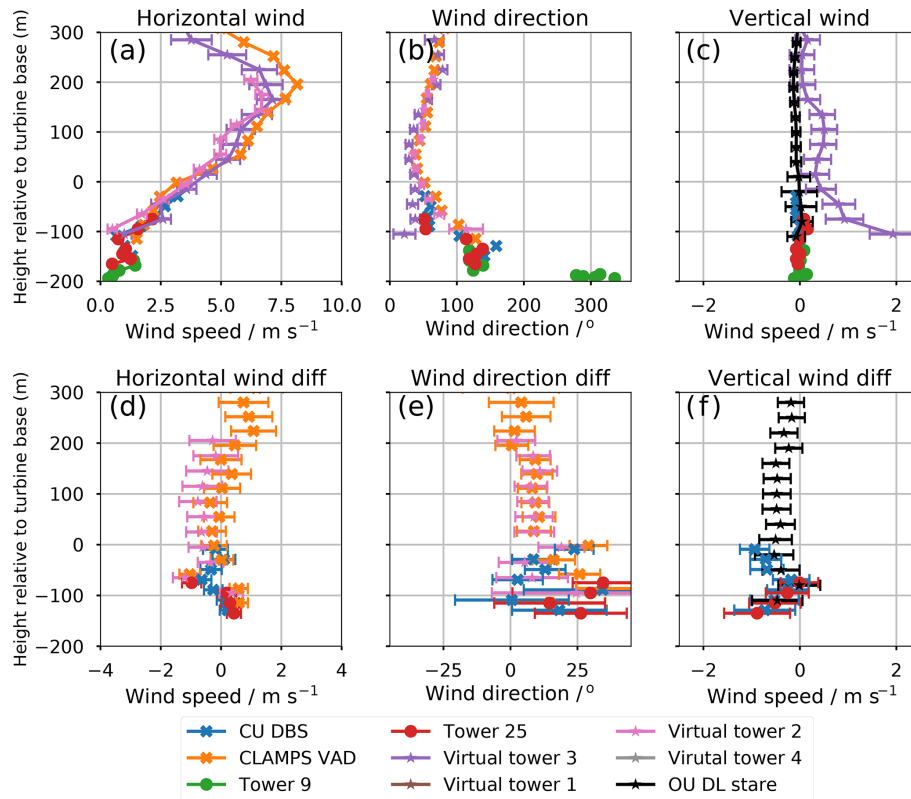 Horizontal wind
Wind direction
Vertical wind
(a)
(b)
(c)
Height relative to turbine base (m)
300
200
100
0
−100
−200
0.0 2.5 5.0 7.5 10.0
0 100 200 300
−2 0 2
Wind speed / m s⁻¹
Wind direction /°
Wind speed / m s⁻¹
Horizontal wind diff
Wind direction diff
Vertical wind diff
(d)
(e)
(f)
Height relative to turbine base (m)
300
200
100
0
−100
−200
−4 −2 0 2 4
−25 0 25
−2 0 2
Wind speed / m s⁻¹
Wind direction /°
Wind speed / m s⁻¹
CU DBS
CLAMPS VAD
Tower 9
Tower 25
Virtual tower 3
Virtual tower 1
Virtual tower 2
Virutal tower 4
OU DL stare